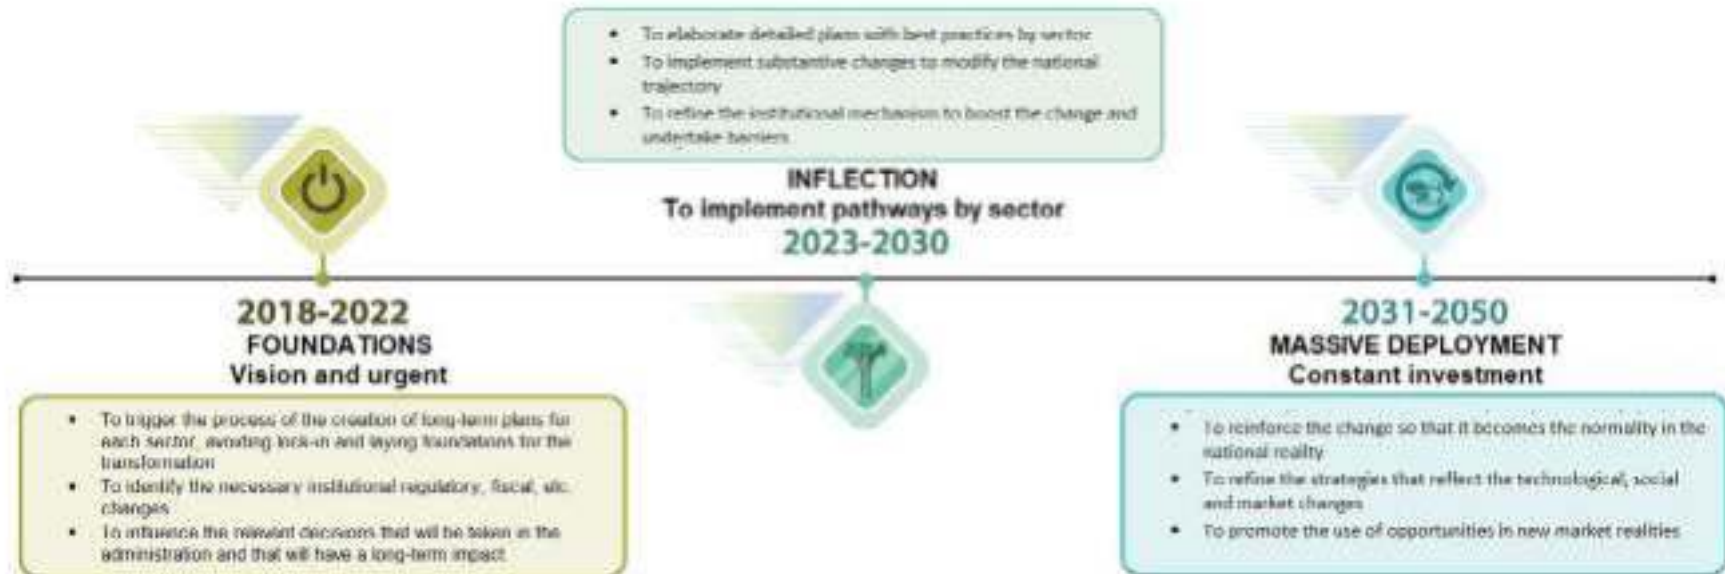 • To elaborate detailed plans with best practices by sector
• To implement substantive changes to modify the national
trajectory
• To refine the institutional mechanism to boost the change and
undertake barriers
INFLECTION
To implement pathways by sector
2023-2030
2018-2022
FOUNDATIONS
Vision and urgent
• To trigger the process of the creation of long-term plans for
each sector, avoiding lock-in and laying foundations for the
transformation
• To identify the necessary institutional regulatory, fiscal, etc.
changes
• To influence the relevant decisions that will be taken in the
administration and that will have a long-term impact
2031-2050
MASSIVE DEPLOYMENT
Constant investment
• To reinforce the change so that it becomes the normality in the
national reality
• To refine the strategies that reflect the technological, social
and market changes
• To promote the use of opportunities in new market realities